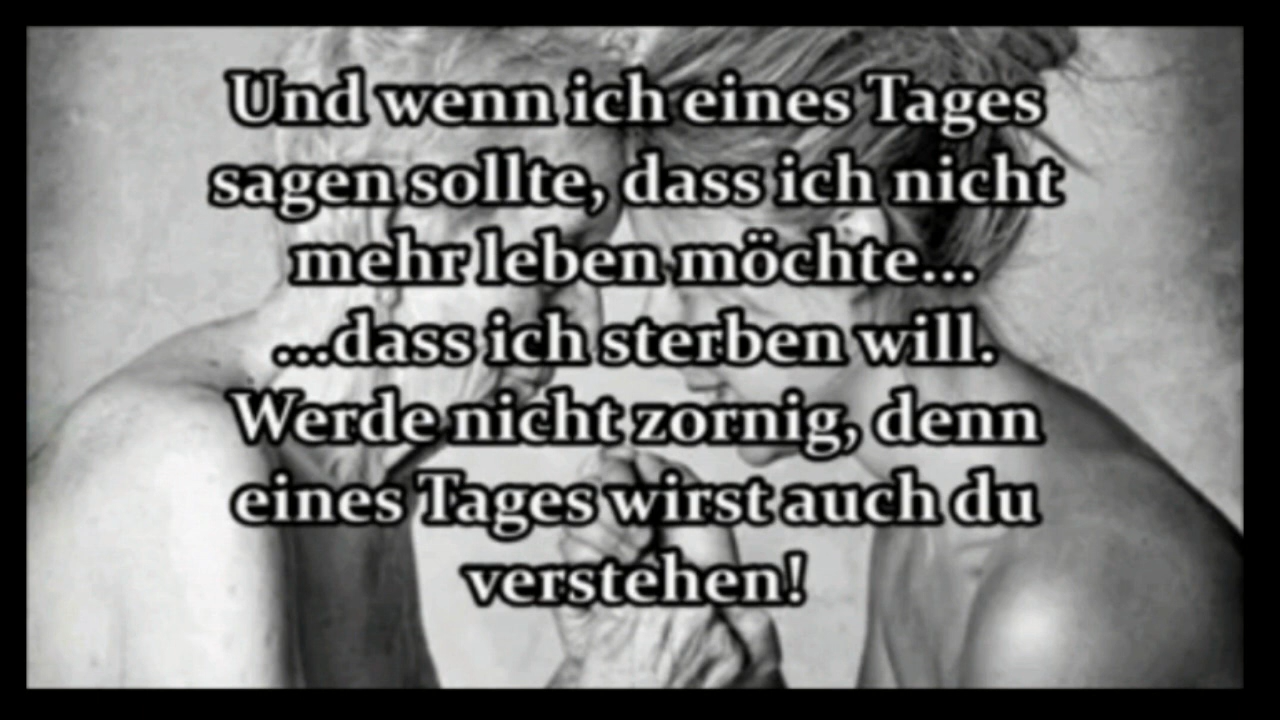 Und wenn ich eines Tages
sagen sollte, dass ich nicht
mehr leben möchte...
...dass ich sterben will.
Werde nicht zornig, denn
eines Tages wirst auch du
verstehen!